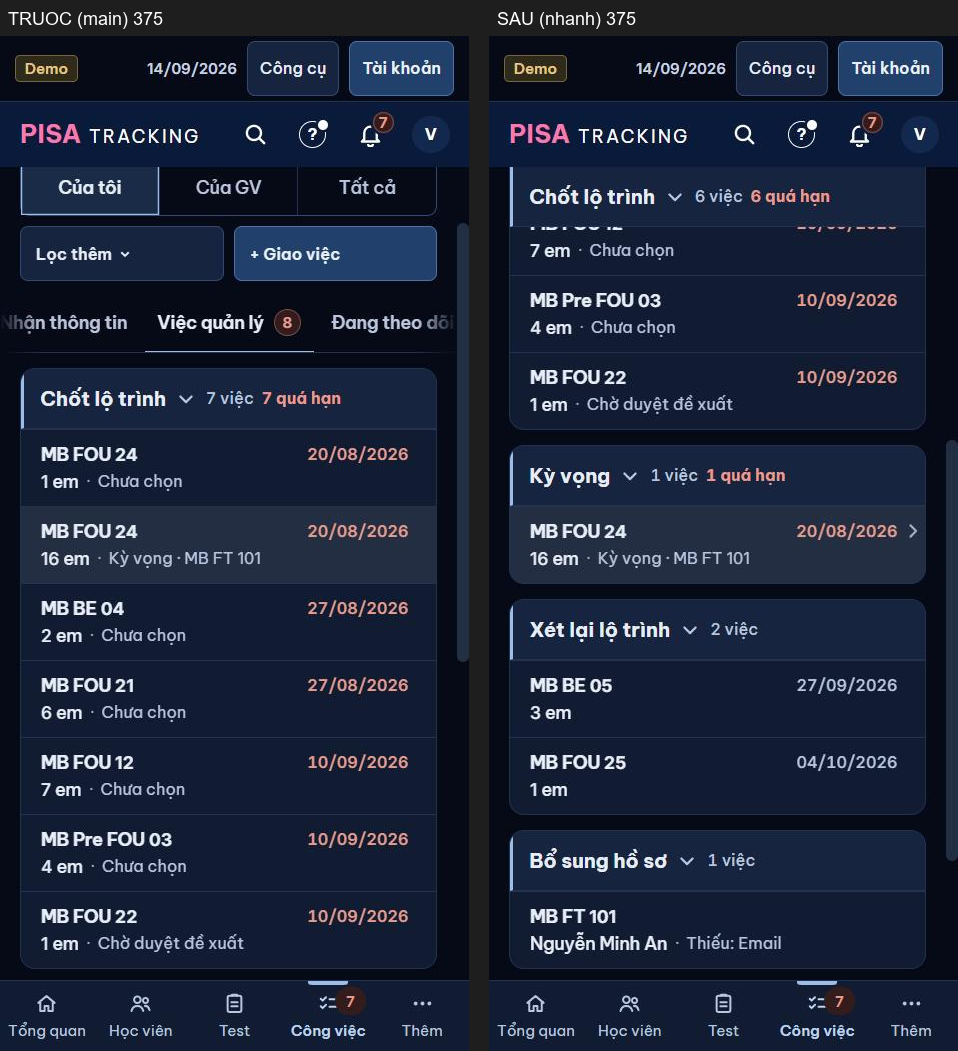 TRUOC (main) 375
Demo 14/09/2026 Công cụ Tài khoản
PISA TRACKING ? 7 V
Của tôi Của GV Tất cả
Lọc thêm + Giao việc
Nhận thông tin Việc quản lý 8 Đang theo dõi
Chốt lộ trình 7 việc 7 quá hạn
MB FOU 24 20/08/2026
1 em · Chưa chọn
MB FOU 24 20/08/2026
16 em · Kỳ vọng · MB FT 101
MB BE 04 27/08/2026
2 em · Chưa chọn
MB FOU 21 27/08/2026
6 em · Chưa chọn
MB FOU 12 10/09/2026
7 em · Chưa chọn
MB Pre FOU 03 10/09/2026
4 em · Chưa chọn
MB FOU 22 10/09/2026
1 em · Chờ duyệt đề xuất
Tổng quan Học viên Test Công việc 7 Thêm
SAU (nhanh) 375
Demo 14/09/2026 Công cụ Tài khoản
PISA TRACKING ? 7 V
Chốt lộ trình 6 việc 6 quá hạn
7 em · Chưa chọn
MB Pre FOU 03 10/09/2026
4 em · Chưa chọn
MB FOU 22 10/09/2026
1 em · Chờ duyệt đề xuất
Kỳ vọng 1 việc 1 quá hạn
MB FOU 24 20/08/2026
16 em · Kỳ vọng · MB FT 101
Xét lại lộ trình 2 việc
MB BE 05 27/09/2026
3 em
MB FOU 25 04/10/2026
1 em
Bổ sung hồ sơ 1 việc
MB FT 101
Nguyễn Minh An · Thiếu: Email
Tổng quan Học viên Test Công việc 7 Thêm